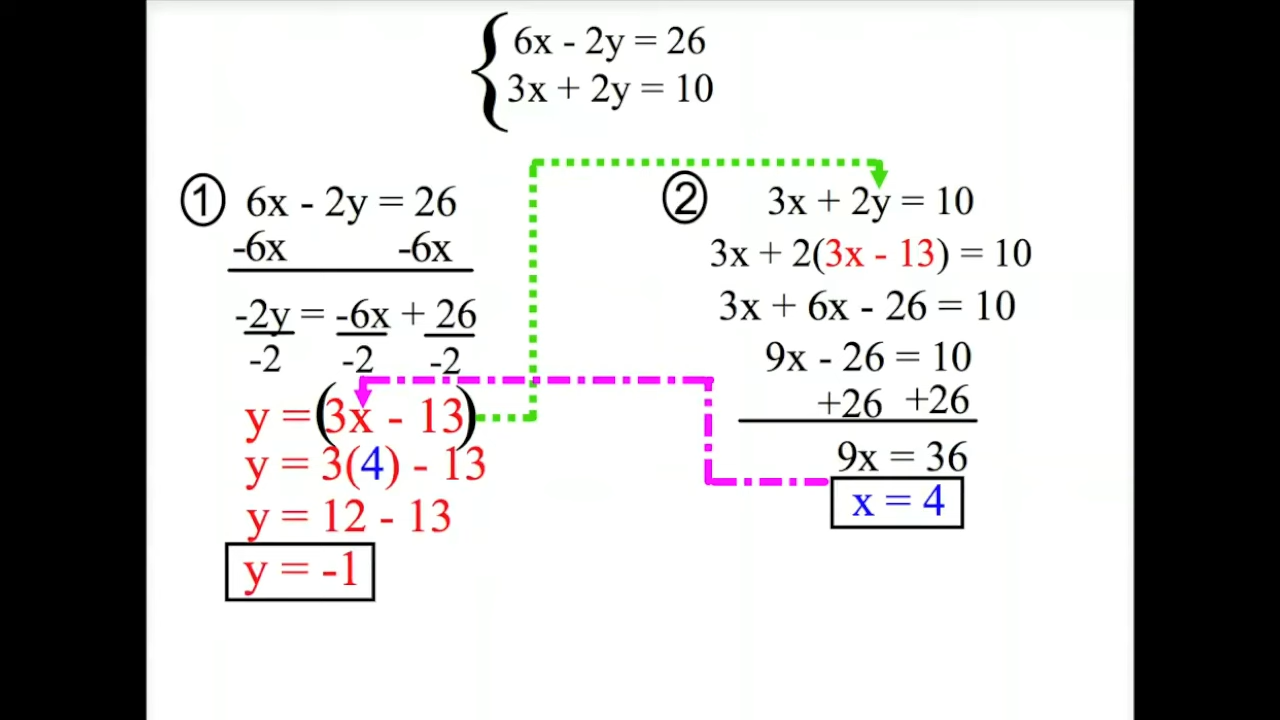 6x - 2y = 26
3x + 2y = 10
1
6x - 2y = 26
-6x -6x
-2y = -6x + 26
-2 -2 -2
y = (3x - 13)
y = 3(4) - 13
y = 12 - 13
y = -1
2
3x + 2y = 10
3x + 2(3x - 13) = 10
3x + 6x - 26 = 10
9x - 26 = 10
+26 +26
9x = 36
x = 4